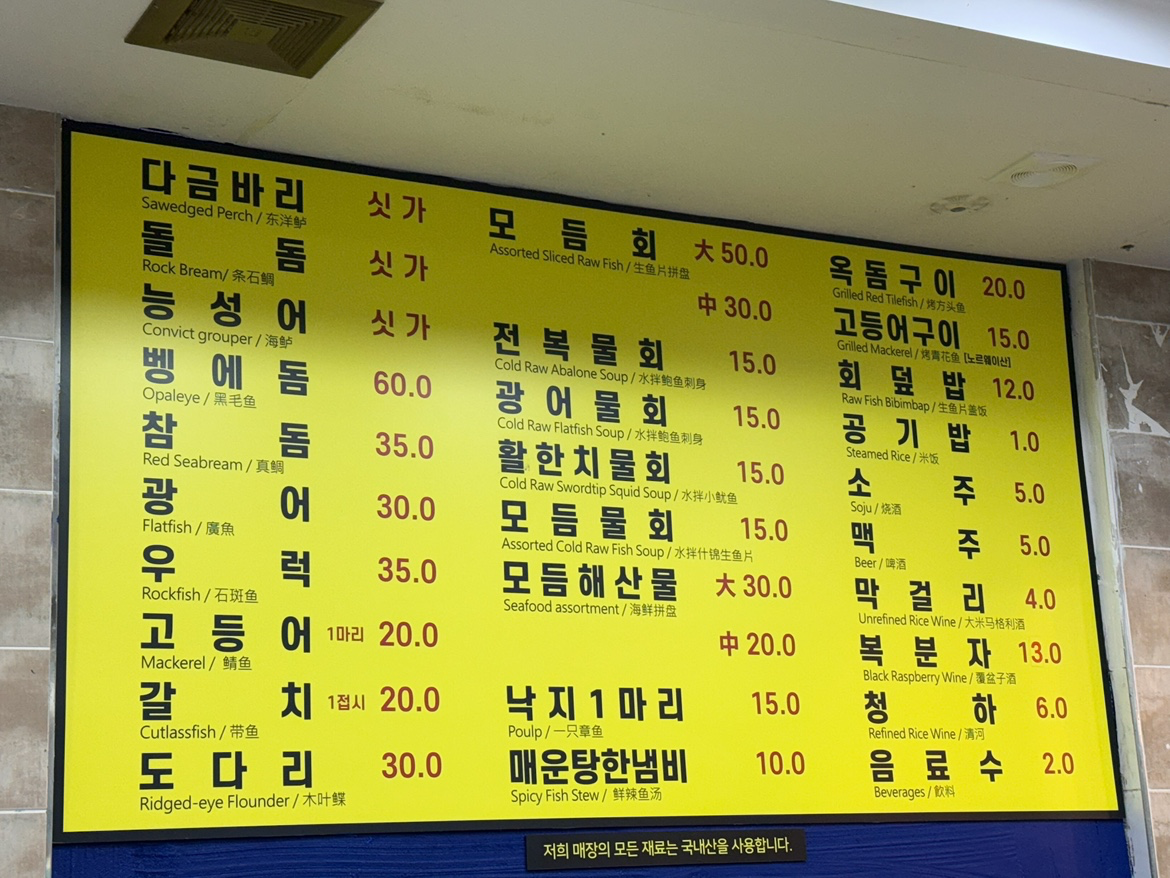 다금바리 싯가
Sawedged Perch / 东洋鲈
돌돔 싯가
Rock Bream/ 条石鲷
능성어 싯가
Convict grouper / 海鲈
벵에돔 60.0
Opaleye / 黑毛鱼
참돔 35.0
Red Seabream / 真鲷
광어 30.0
Flatfish / 廣魚
우럭 35.0
Rockfish / 石斑鱼
고등어 1마리 20.0
Mackerel / 鲭鱼
갈치 1접시 20.0
Cutlassfish / 带鱼
도다리 30.0
Ridged-eye Flounder / 木叶鲽
모듬회 大 50.0
Assorted Sliced Raw Fish / 生鱼片拼盘
中 30.0
전복물회 15.0
Cold Raw Abalone Soup / 水拌鲍鱼刺身
광어물회 15.0
Cold Raw Flatfish Soup / 水拌鲍鱼刺身
활한치물회 15.0
Cold Raw Swordtip Squid Soup / 水拌小鱿鱼
모듬물회 15.0
Assorted Cold Raw Fish Soup / 水拌什锦生鱼片
모듬해산물 大 30.0
Seafood assortment / 海鲜拼盘
中 20.0
낙지1마리 15.0
Poulp / 一只章鱼
매운탕한냄비 10.0
Spicy Fish Stew / 鲜辣鱼汤
옥돔구이 20.0
Grilled Red Tilefish / 烤方头鱼
고등어구이 15.0
Grilled Mackerel / 烤青花鱼 [노르웨이산]
회덮밥 12.0
Raw Fish Bibimbap / 生鱼片盖饭
공기밥 1.0
Steamed Rice / 米饭
소주 5.0
Soju / 烧酒
맥주 5.0
Beer / 啤酒
막걸리 4.0
Unrefined Rice Wine / 大米马格利酒
복분자 13.0
Black Raspberry Wine / 覆盆子酒
청하 6.0
Refined Rice Wine / 清河
음료수 2.0
Beverages / 飲料
저희 매장의 모든 재료는 국내산을 사용합니다.